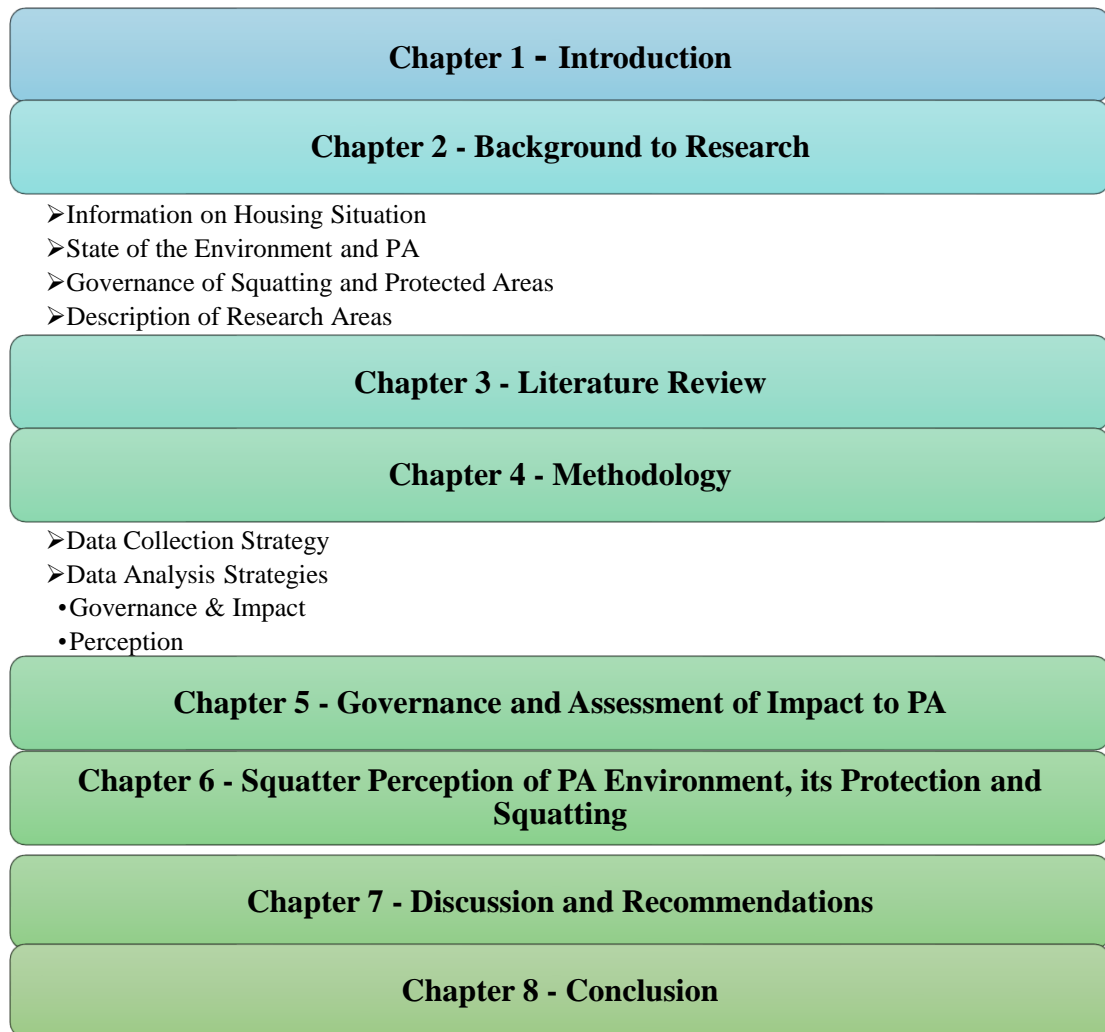 Chapter 1 - Introduction
Chapter 2 - Background to Research
➢Information on Housing Situation
➢State of the Environment and PA
➢Governance of Squatting and Protected Areas
➢Description of Research Areas
Chapter 3 - Literature Review
Chapter 4 - Methodology
➢Data Collection Strategy
➢Data Analysis Strategies
•Governance & Impact
•Perception
Chapter 5 - Governance and Assessment of Impact to PA
Chapter 6 - Squatter Perception of PA Environment, its Protection and
Squatting
Chapter 7 - Discussion and Recommendations
Chapter 8 - Conclusion